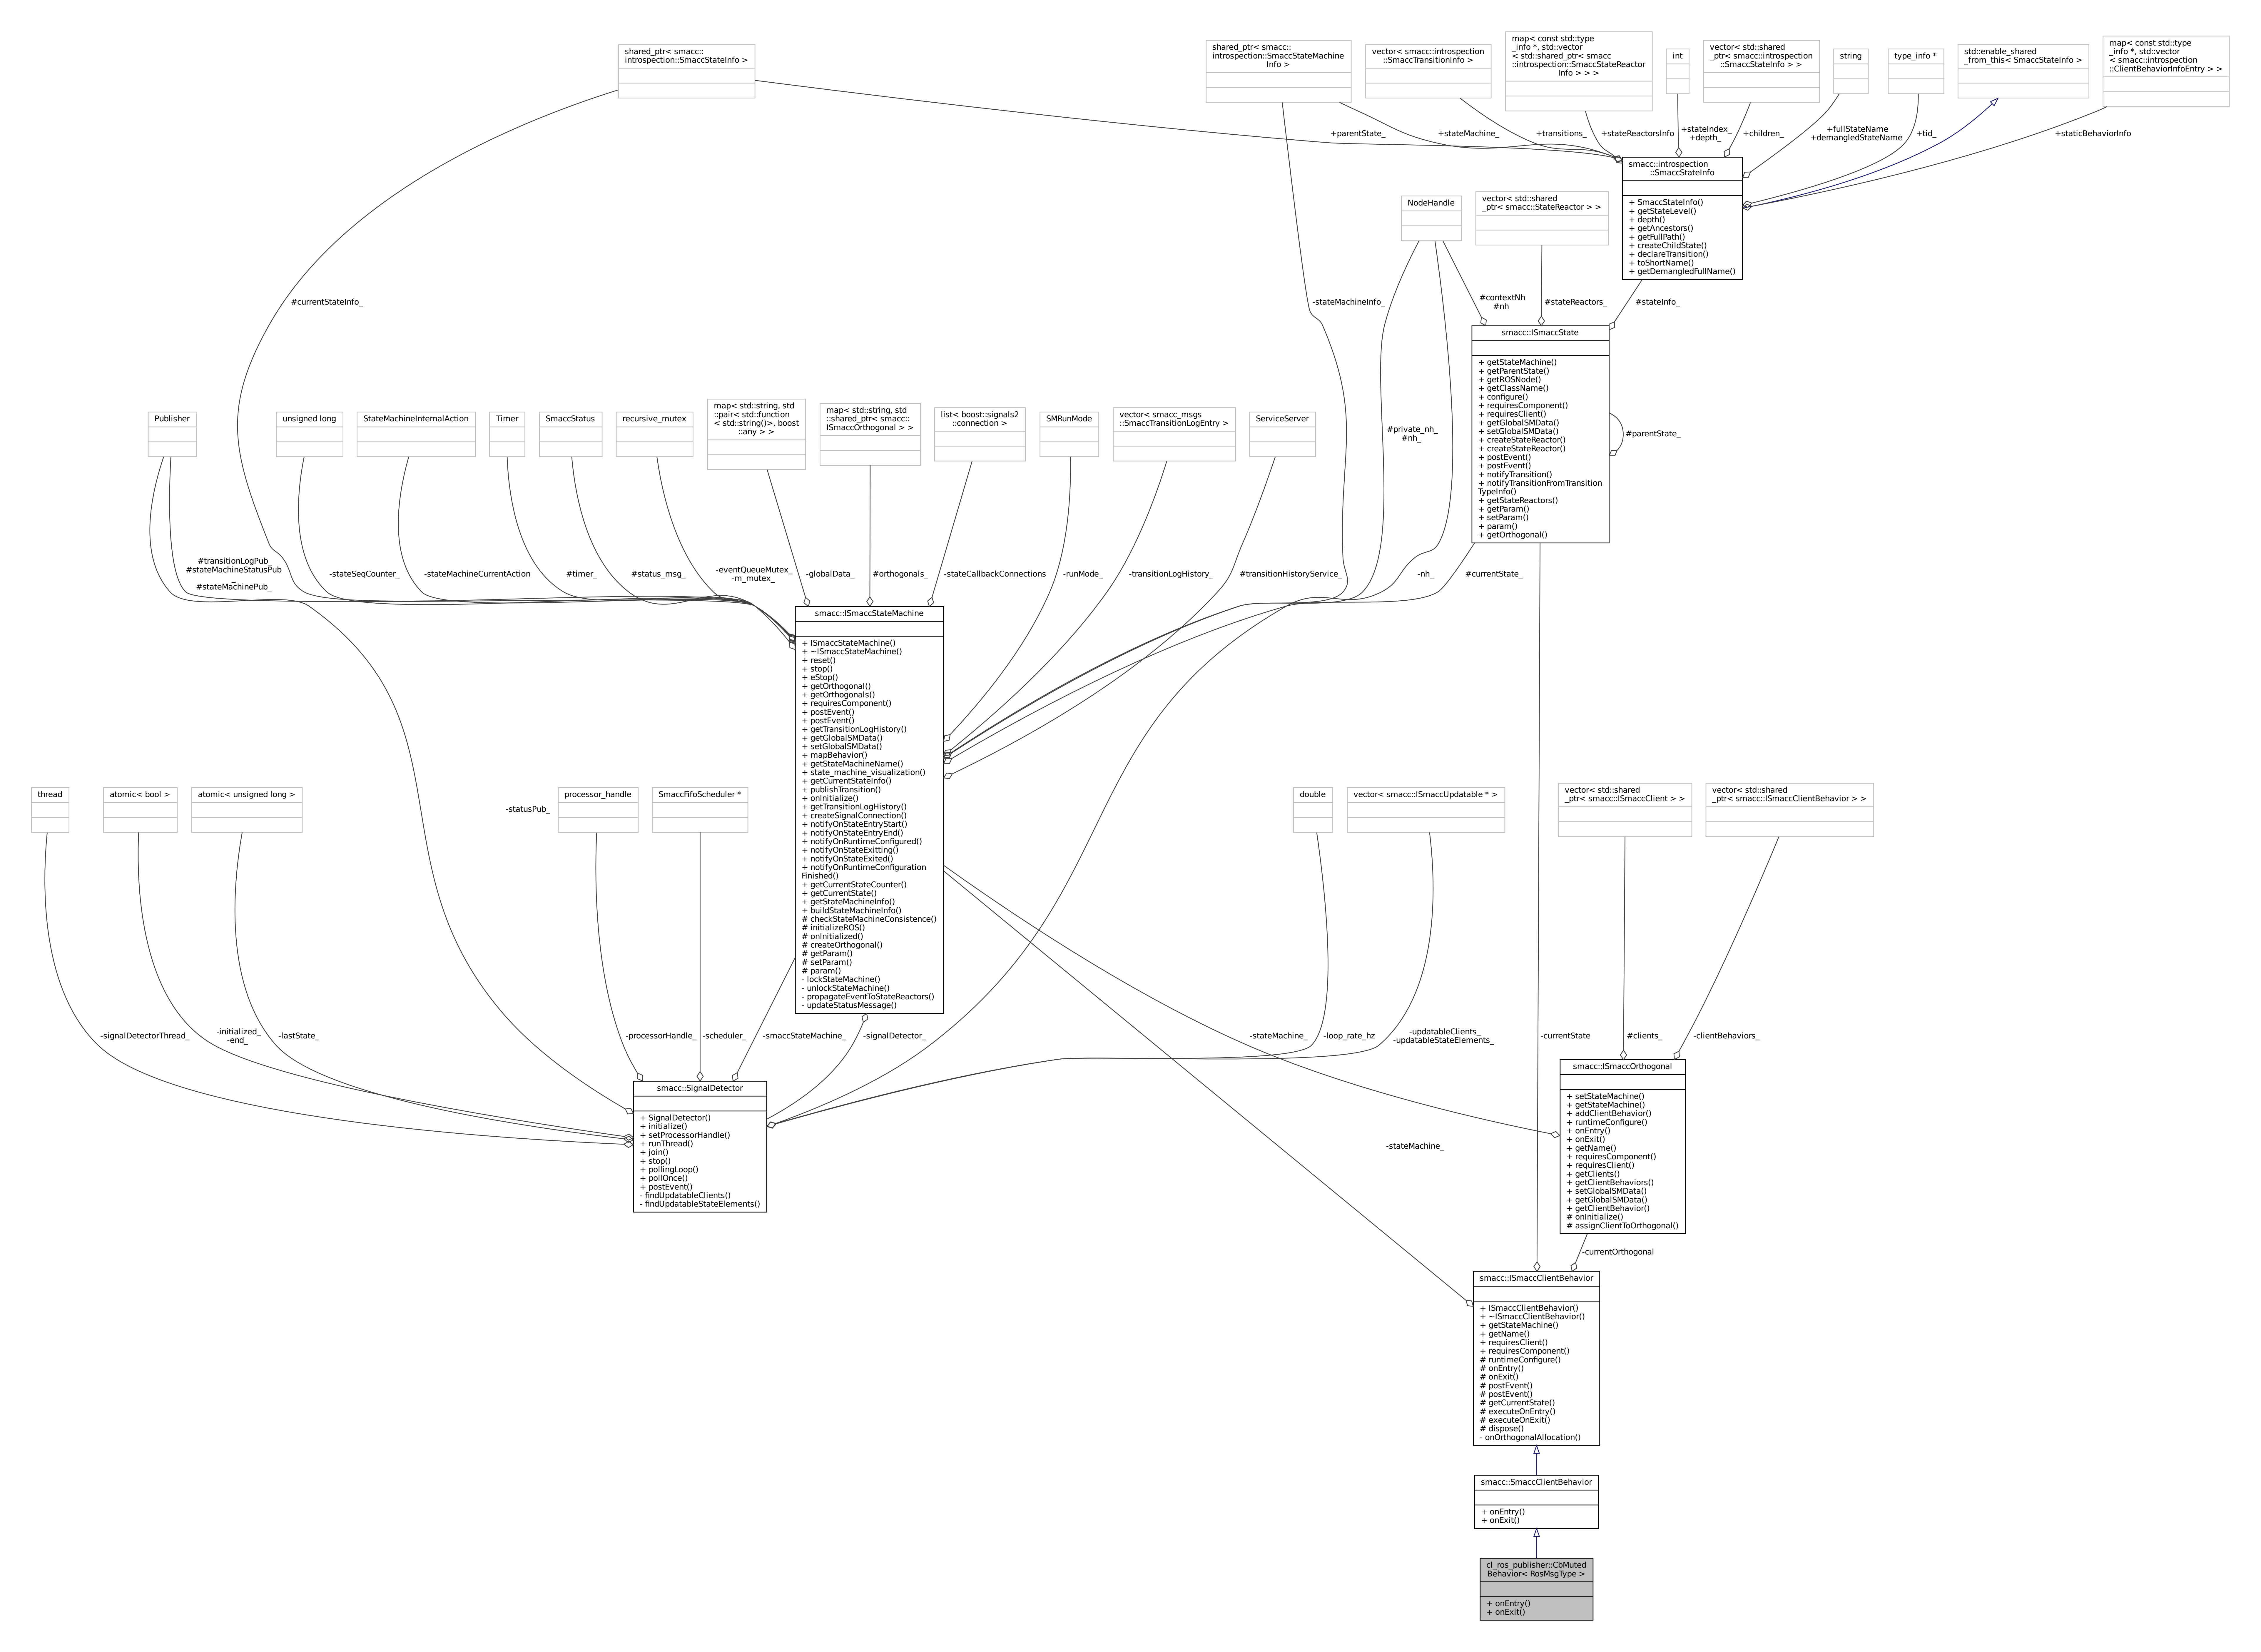 shared_ptr< smacc::
introspection::SmaccStateInfo >
shared_ptr< smacc::
introspection::SmaccStateMachine
Info >
vector< smacc::introspection
::SmaccTransitionInfo >
map< const std::type
_info *, std::vector
< std::shared_ptr< smacc
::introspection::SmaccStateReactor
Info > > >
int
vector< std::shared
_ptr< smacc::introspection
::SmaccStateInfo > >
string
type_info *
std::enable_shared
_from_this< SmaccStateInfo >
map< const std::type
_info *, std::vector
< smacc::introspection
::ClientBehaviorInfoEntry > >
+parentState_
+stateMachine_
+transitions_
+stateReactorsInfo
+stateIndex_
+depth_
+children_
+fullStateName
+demangledStateName
+tid_
+staticBehaviorInfo
smacc::introspection
::SmaccStateInfo
+ SmaccStateInfo()
+ getStateLevel()
+ depth()
+ getAncestors()
+ getFullPath()
+ createChildState()
+ declareTransition()
+ toShortName()
+ getDemangledFullName()
NodeHandle
vector< std::shared
_ptr< smacc::StateReactor > >
#currentStateInfo_
-stateMachineInfo_
#contextNh
#nh
#stateReactors_
#stateInfo_
smacc::ISmaccState
+ getStateMachine()
+ getParentState()
+ getROSNode()
+ getClassName()
+ configure()
+ requiresComponent()
+ requiresClient()
+ getGlobalSMData()
+ setGlobalSMData()
+ createStateReactor()
+ createStateReactor()
+ postEvent()
+ postEvent()
+ notifyTransition()
+ notifyTransitionFromTransition
TypeInfo()
+ getStateReactors()
+ getParam()
+ setParam()
+ param()
+ getOrthogonal()
#parentState_
#private_nh_
#nh_
Publisher
unsigned long
StateMachineInternalAction
Timer
SmaccStatus
recursive_mutex
map< std::string, std
::pair< std::function
< std::string()>, boost
::any > >
map< std::string, std
::shared_ptr< smacc::
ISmaccOrthogonal > >
list< boost::signals2
::connection >
SMRunMode
vector< smacc_msgs
::SmaccTransitionLogEntry >
ServiceServer
#transitionLogPub_
#stateMachineStatusPub
_
#stateMachinePub_
-stateSeqCounter_
-stateMachineCurrentAction
#timer_
#status_msg_
-eventQueueMutex_
-m_mutex_
-globalData_
#orthogonals_
-stateCallbackConnections
-runMode_
-transitionLogHistory_
#transitionHistoryService_
-nh_
#currentState_
smacc::ISmaccStateMachine
+ ISmaccStateMachine()
+ ~ISmaccStateMachine()
+ reset()
+ stop()
+ eStop()
+ getOrthogonal()
+ getOrthogonals()
+ requiresComponent()
+ postEvent()
+ postEvent()
+ getTransitionLogHistory()
+ getGlobalSMData()
+ setGlobalSMData()
+ mapBehavior()
+ getStateMachineName()
+ state_machine_visualization()
+ getCurrentStateInfo()
+ publishTransition()
+ onInitialize()
+ getTransitionLogHistory()
+ createSignalConnection()
+ notifyOnStateEntryStart()
+ notifyOnStateEntryEnd()
+ notifyOnRuntimeConfigured()
+ notifyOnStateExitting()
+ notifyOnStateExited()
+ notifyOnRuntimeConfiguration
Finished()
+ getCurrentStateCounter()
+ getCurrentState()
+ getStateMachineInfo()
+ buildStateMachineInfo()
# checkStateMachineConsistence()
# initializeROS()
# onInitialized()
# createOrthogonal()
# getParam()
# setParam()
# param()
- lockStateMachine()
- unlockStateMachine()
- propagateEventToStateReactors()
- updateStatusMessage()
thread
atomic< bool >
atomic< unsigned long >
-statusPub_
processor_handle
SmaccFifoScheduler *
double
vector< smacc::ISmaccUpdatable * >
vector< std::shared
_ptr< smacc::ISmaccClient > >
vector< std::shared
_ptr< smacc::ISmaccClientBehavior > >
-signalDetectorThread_
-initialized_
-end_
-lastState_
-processorHandle_
-scheduler_
-smaccStateMachine_
-signalDetector_
-stateMachine_
-loop_rate_hz
-updatableClients_
-updatableStateElements_
-currentState
#clients_
-clientBehaviors_
smacc::SignalDetector
+ SignalDetector()
+ initialize()
+ setProcessorHandle()
+ runThread()
+ join()
+ stop()
+ pollingLoop()
+ pollOnce()
+ postEvent()
- findUpdatableClients()
- findUpdatableStateElements()
smacc::ISmaccOrthogonal
+ setStateMachine()
+ getStateMachine()
+ addClientBehavior()
+ runtimeConfigure()
+ onEntry()
+ onExit()
+ getName()
+ requiresComponent()
+ requiresClient()
+ getClients()
+ getClientBehaviors()
+ setGlobalSMData()
+ getGlobalSMData()
+ getClientBehavior()
# onInitialize()
# assignClientToOrthogonal()
-stateMachine_
-currentOrthogonal
smacc::ISmaccClientBehavior
+ ISmaccClientBehavior()
+ ~ISmaccClientBehavior()
+ getStateMachine()
+ getName()
+ requiresClient()
+ requiresComponent()
# runtimeConfigure()
# onEntry()
# onExit()
# postEvent()
# postEvent()
# getCurrentState()
# executeOnEntry()
# executeOnExit()
# dispose()
- onOrthogonalAllocation()
smacc::SmaccClientBehavior
+ onEntry()
+ onExit()
cl_ros_publisher::CbMuted
Behavior< RosMsgType >
+ onEntry()
+ onExit()